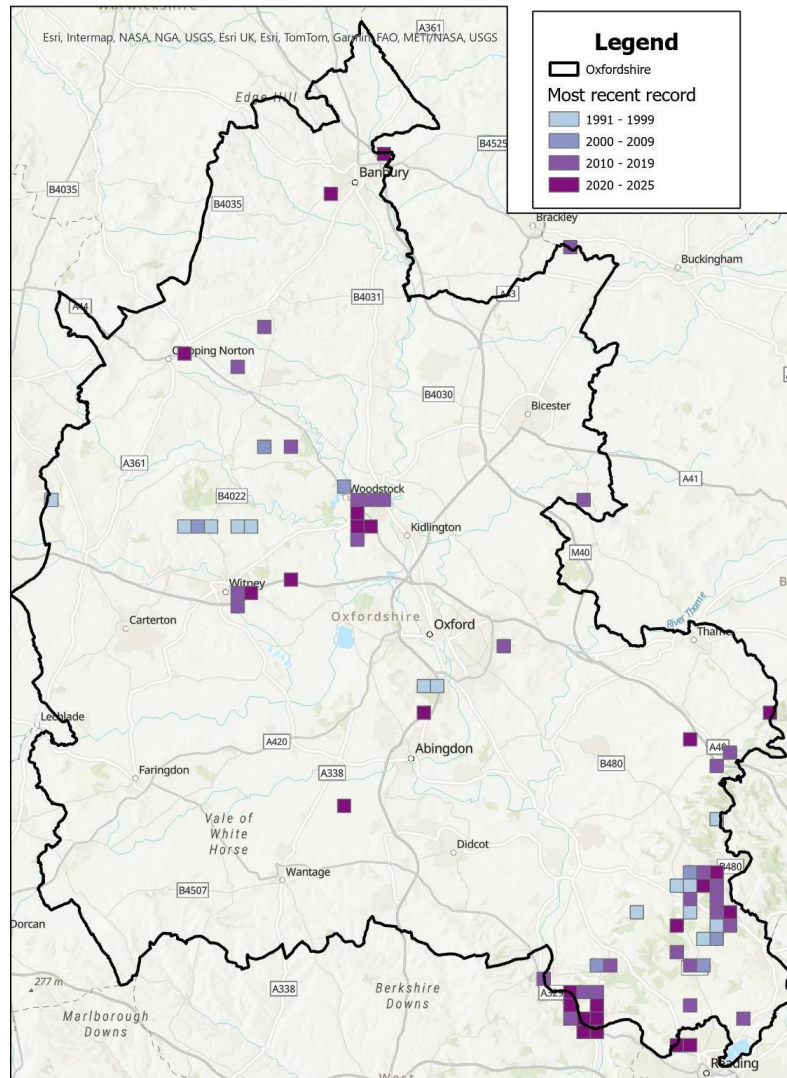 Warwickshire
A361
Esri, Intermap, NASA, NGA, USGS, Esri UK, Esri, TomTom, Garmin, FAO, METI/NASA, USGS
Legend
Oxfordshire
Most recent record
1991 - 1999
2000 - 2009
2010 - 2019
2020 - 2025
Edge Hill
B4525
Banbury
B4035
B4035
Brackley
Buckingham
A44
B4031
A43
Chipping Norton
B4030
Bicester
A361
B4022
Woodstock
A41
Kidlington
M40
Witney
Carterton
Oxfordshire
Oxford
River Thame
Thame
Lechlade
A420
A40
Abingdon
B480
Faringdon
A338
Vale of
White
Horse
Didcot
B480
Wantage
B4507
Dorcan
277 m
A338
Berkshire
Downs
A329
Marlborough
Downs
Reading
West